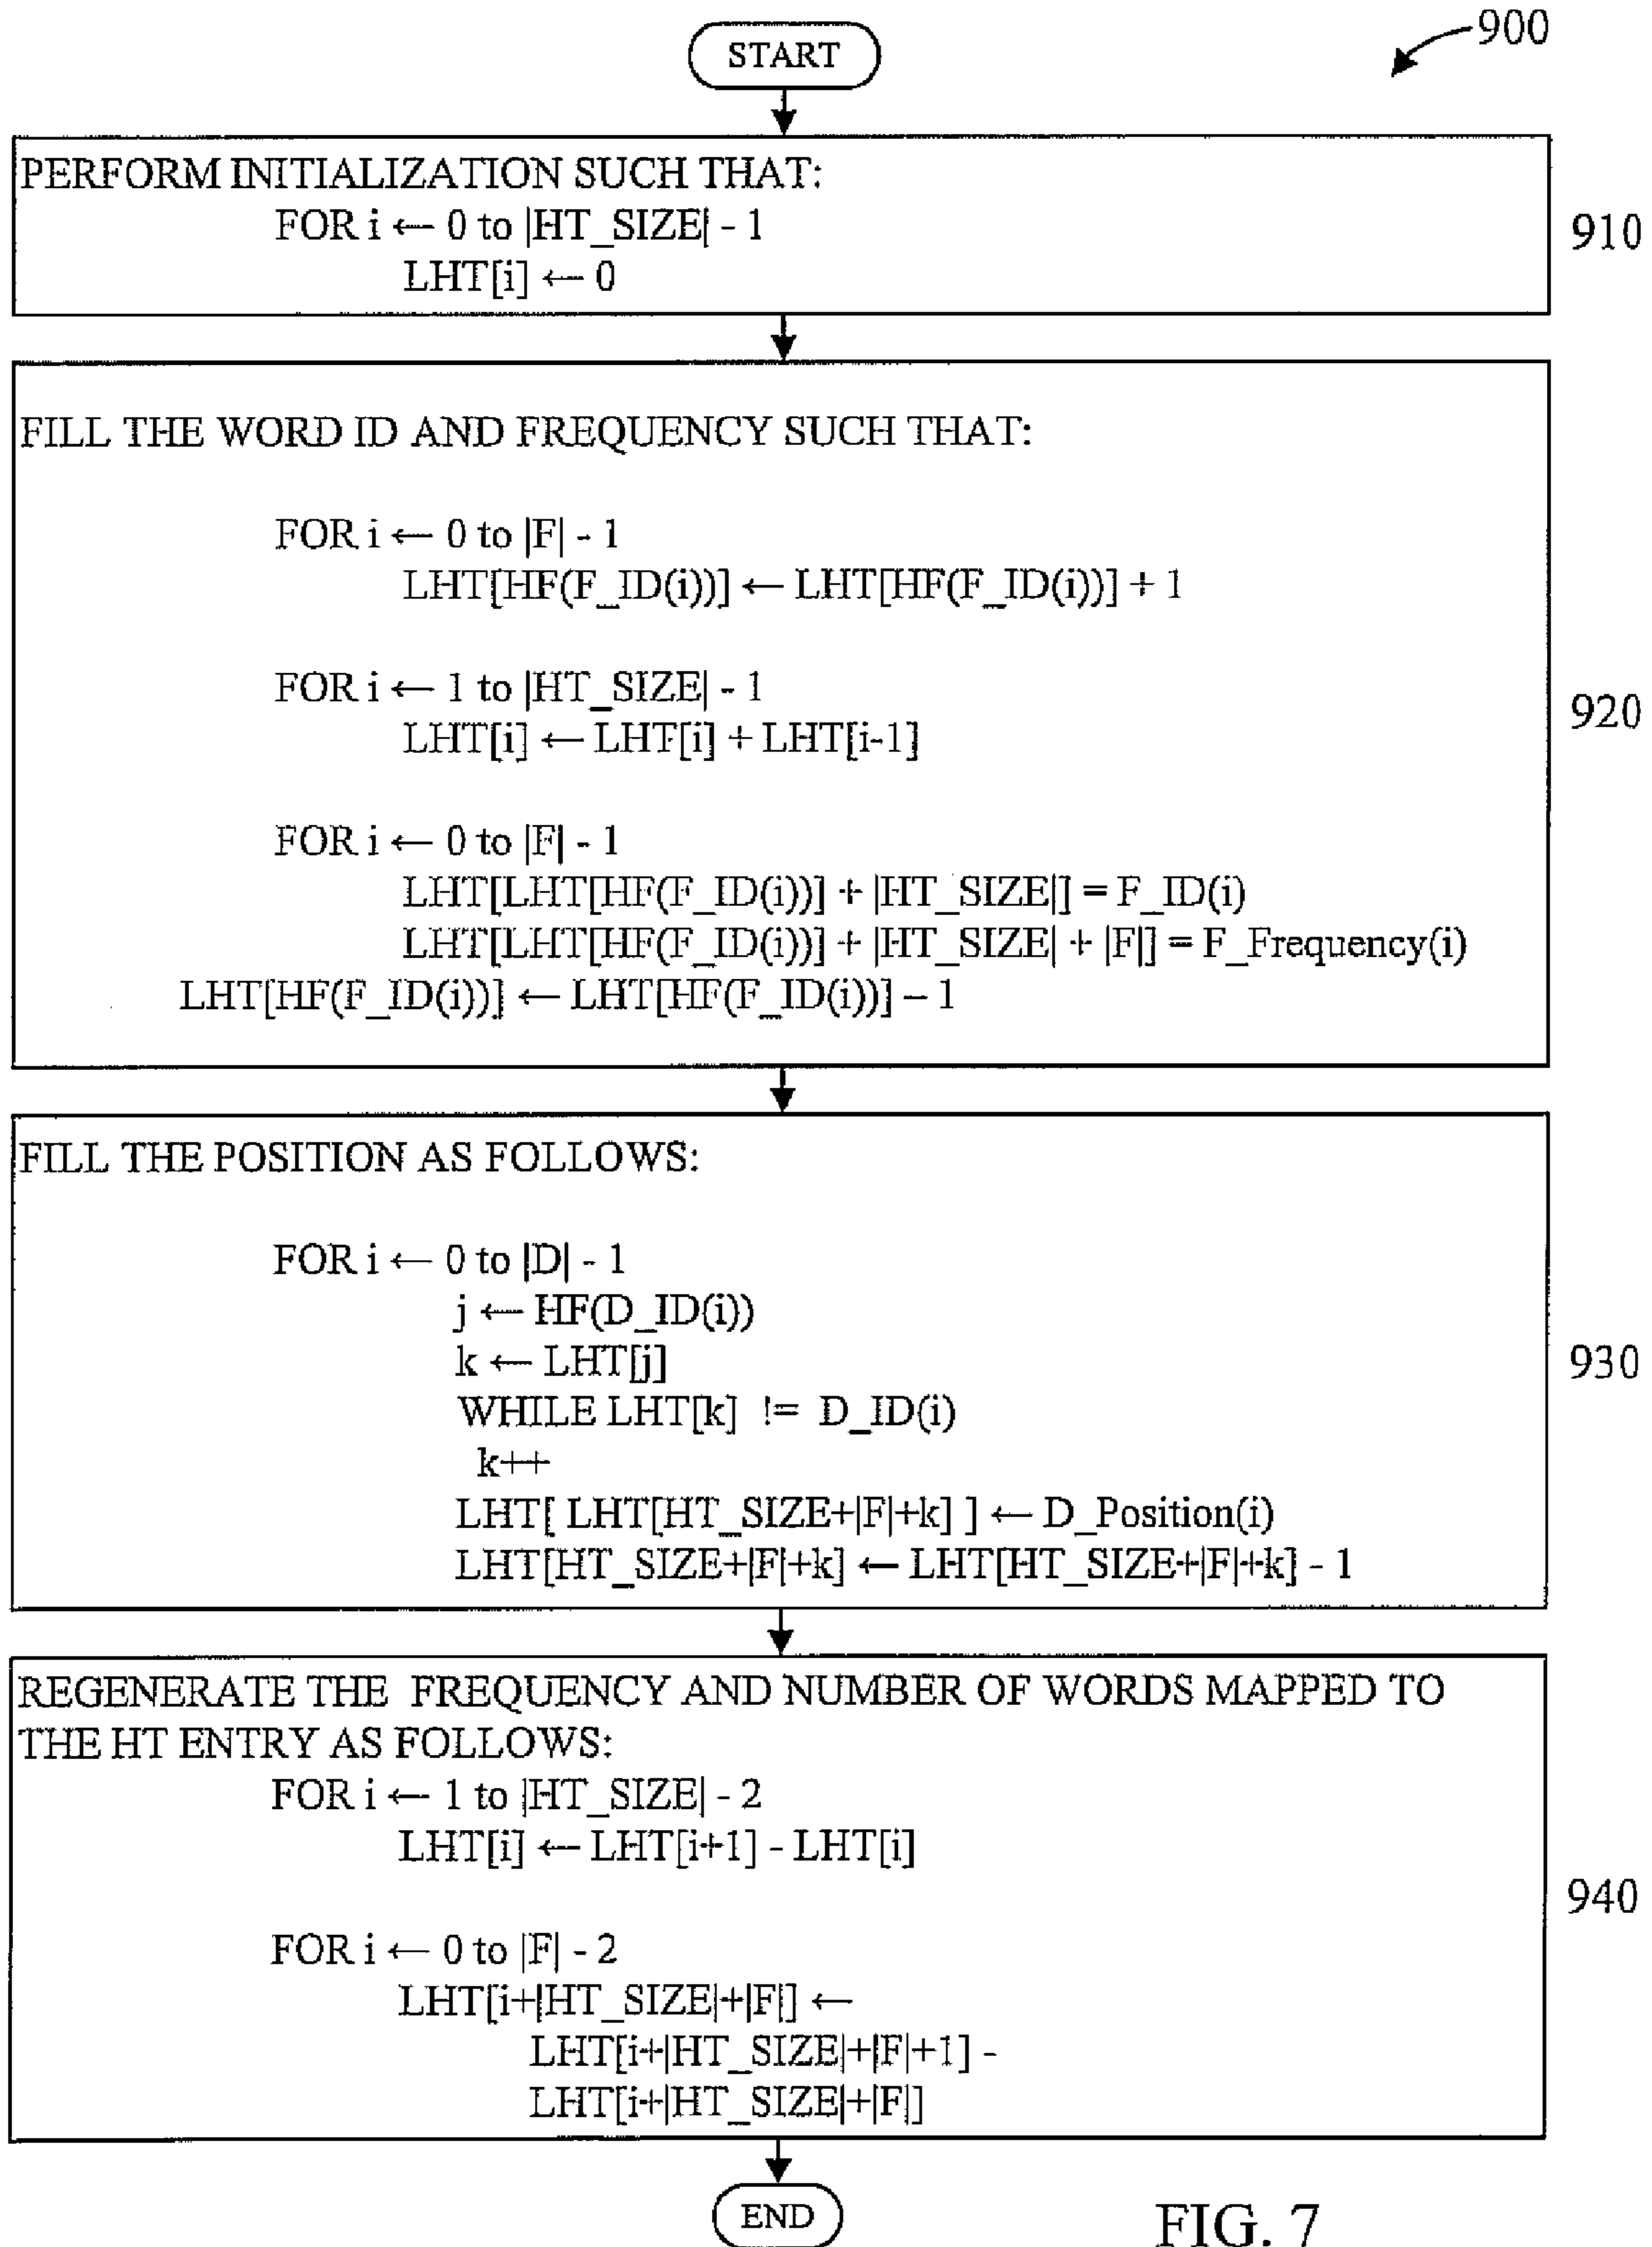 900
START
PERFORM INITIALIZATION SUCH THAT:
FOR i ← 0 to |HT_SIZE| - 1
LHT[i] ← 0
910
FILL THE WORD ID AND FREQUENCY SUCH THAT:
FOR i ← 0 to |F| - 1
LHT[HF(F_ID(i))] ← LHT[HF(F_ID(i))] + 1
FOR i ← 1 to |HT_SIZE| - 1
LHT[i] ← LHT[i] + LHT[i-1]
920
FOR i ← 0 to |F| - 1
LHT[LHT[HF(F_ID(i))] + |HT_SIZE|] = F_ID(i)
LHT[LHT[HF(F_ID(i))] + |HT_SIZE| + |F|] = F_Frequency(i)
LHT[HF(F_ID(i))] ← LHT[HF(F_ID(i))] – 1
FILL THE POSITION AS FOLLOWS:
FOR i ← 0 to |D| - 1
j ← HF(D_ID(i))
k ← LHT[j]
930
WHILE LHT[k] != D_ID(i)
k++
LHT[ LHT[HT_SIZE+|F|+k] ] ← D_Position(i)
LHT[HT_SIZE+|F|+k] ← LHT[HT_SIZE+|F|+k] - 1
REGENERATE THE FREQUENCY AND NUMBER OF WORDS MAPPED TO
THE HT ENTRY AS FOLLOWS:
FOR i ← 1 to |HT_SIZE| - 2
LHT[i] ← LHT[i+1] - LHT[i]
940
FOR i ← 0 to |F| - 2
LHT[i+|HT_SIZE|+|F|] ←
LHT[i+|HT_SIZE|+|F|+1] -
LHT[i+|HT_SIZE|+|F|]
END
FIG. 7